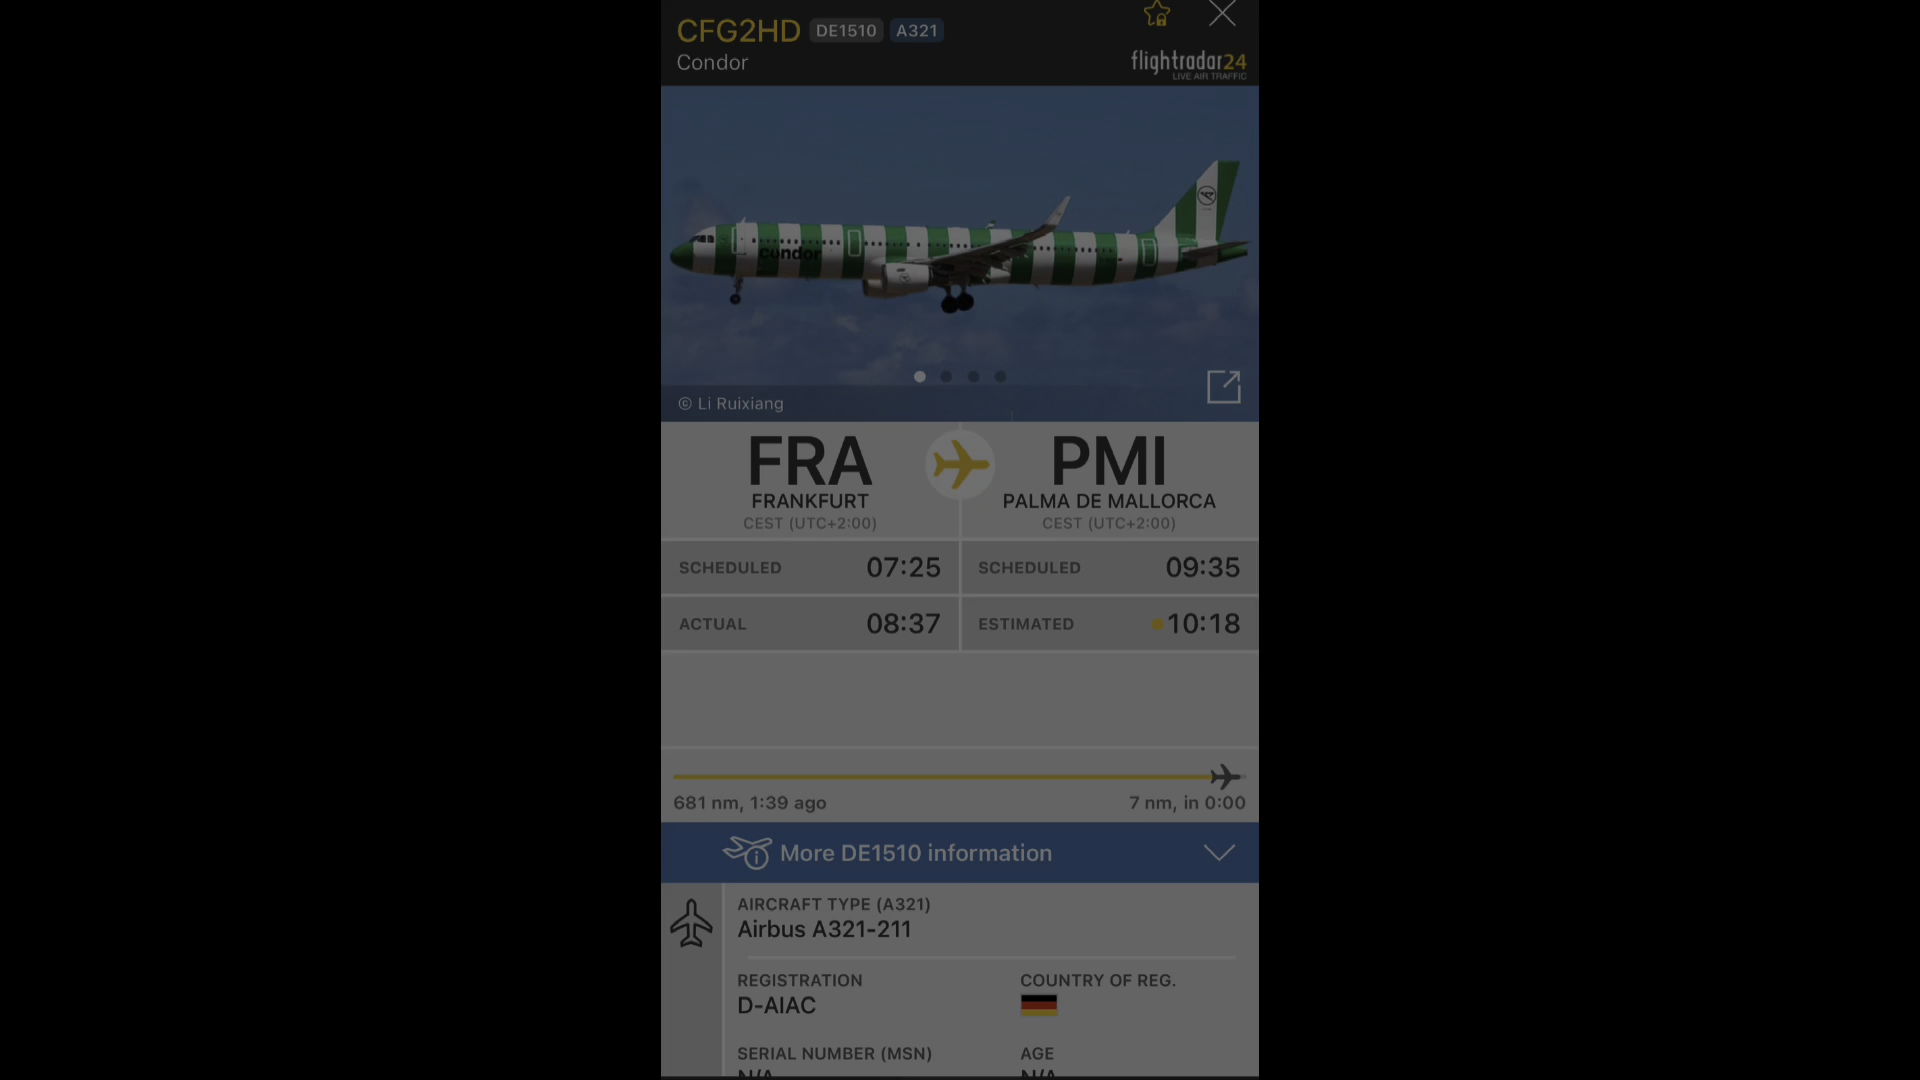 CFG2HD DE1510 A321
Condor
flightradar24
LIVE AIR TRAFFIC
condor
© Li Ruixiang
FRA
FRANKFURT
CEST (UTC+2:00)
PMI
PALMA DE MALLORCA
CEST (UTC+2:00)
SCHEDULED 07:25
SCHEDULED 09:35
ACTUAL 08:37
ESTIMATED 10:18
681 nm, 1:39 ago
7 nm, in 0:00
More DE1510 information
AIRCRAFT TYPE (A321)
Airbus A321-211
REGISTRATION
D-AIAC
COUNTRY OF REG.
SERIAL NUMBER (MSN)
N/A
AGE
N/A